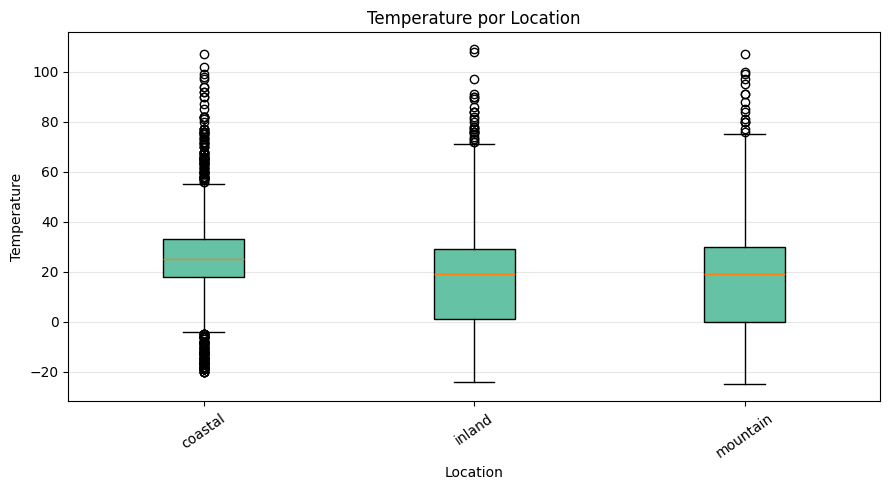 Temperature por Location
Temperature
100
80
60
40
20
0
−20
coastal
inland
mountain
Location